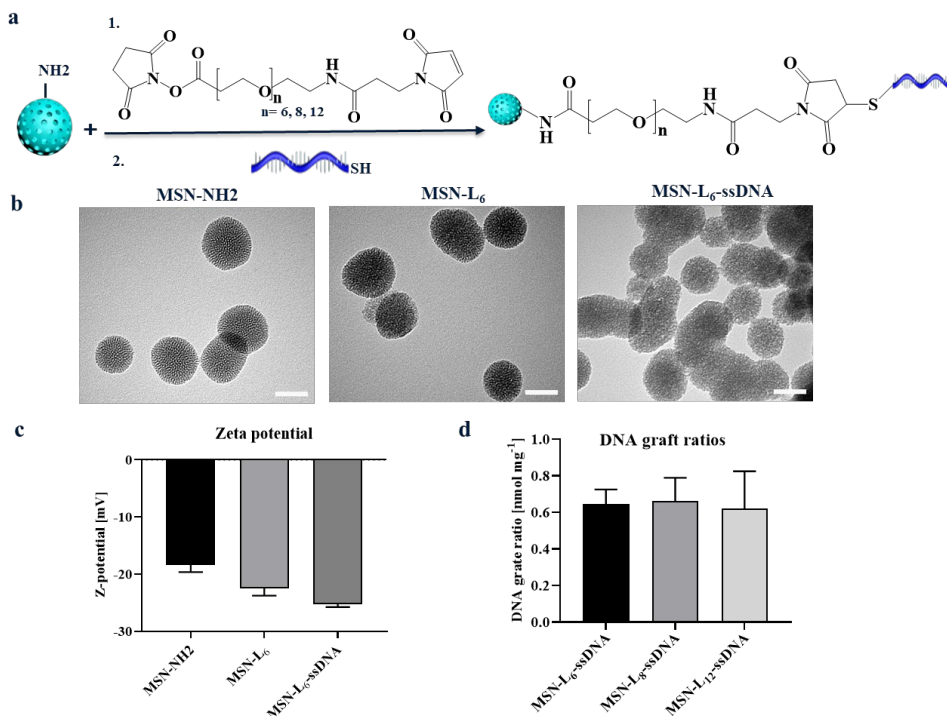 a
1.
NH2
+
O
N
O
O
O
O
n
H
N
O
O
N
O
n= 6, 8, 12
2.
SH
N
H
O
O
n
H
N
O
N
O
O
S
b
MSN-NH2
MSN-L6
MSN-L6-ssDNA
c
Zeta potential
Z-potential [mV]
0
-10
-20
-30
MSN-NH2
MSN-L6
MSN-L6-ssDNA
d
DNA graft ratios
DNA grate ratio [nmol mg-1]
1.0
0.8
0.6
0.4
0.2
0.0
MSN-L6-ssDNA
MSN-L8-ssDNA
MSN-L12-ssDNA